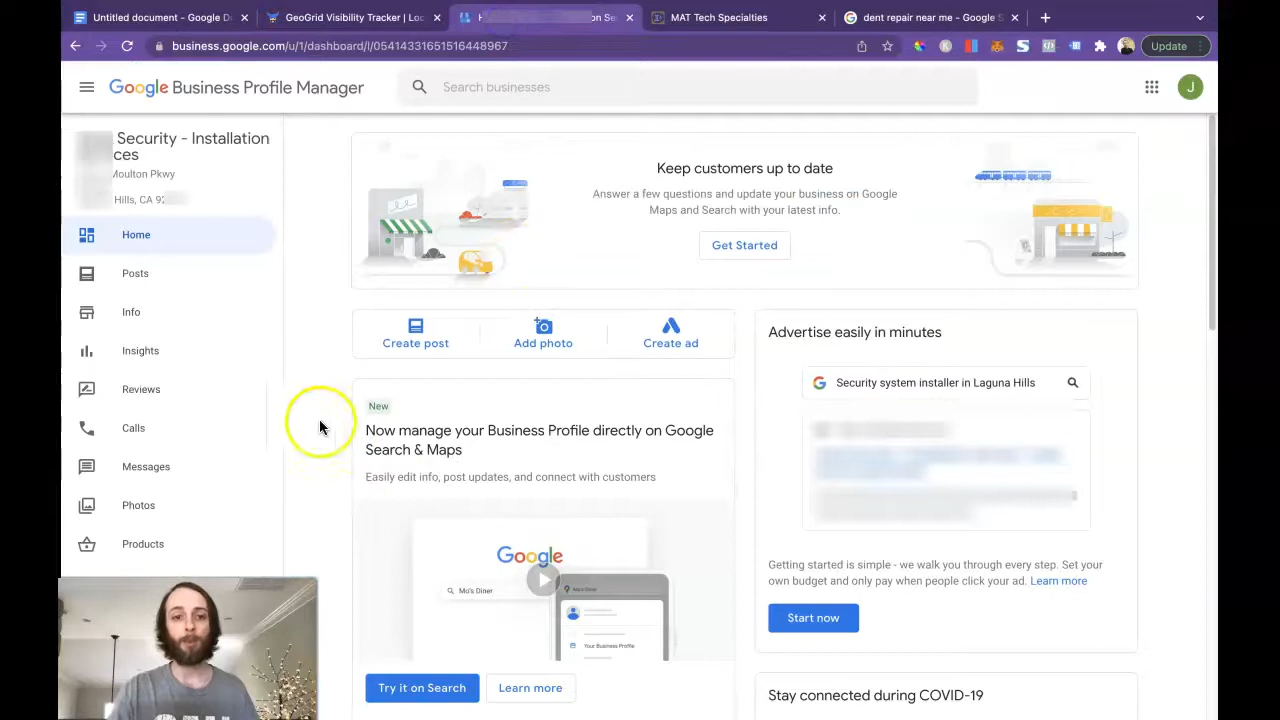 Untitled document - Google D
GeoGrid Visibility Tracker | Loc
H
on Se
MAT Tech Specialties
dent repair near me - Google S
business.google.com/u/1/dashboard/l/05414331651516448967
Update
Google Business Profile Manager
Search businesses
J
Security - Installation
ces
Moulton Pkwy
Hills, CA 92
Home
Posts
Info
Insights
Reviews
Calls
Messages
Photos
Products
Keep customers up to date
Answer a few questions and update your business on Google
Maps and Search with your latest info.
Get Started
Create post
Add photo
Create ad
New
Now manage your Business Profile directly on Google
Search & Maps
Easily edit info, post updates, and connect with customers
Google
Mo's Diner
Mo's Diner
Your Business Profile
Try it on Search
Learn more
Advertise easily in minutes
Security system installer in Laguna Hills
Getting started is simple - we walk you through every step. Set your
own budget and only pay when people click your ad. Learn more
Start now
Stay connected during COVID-19